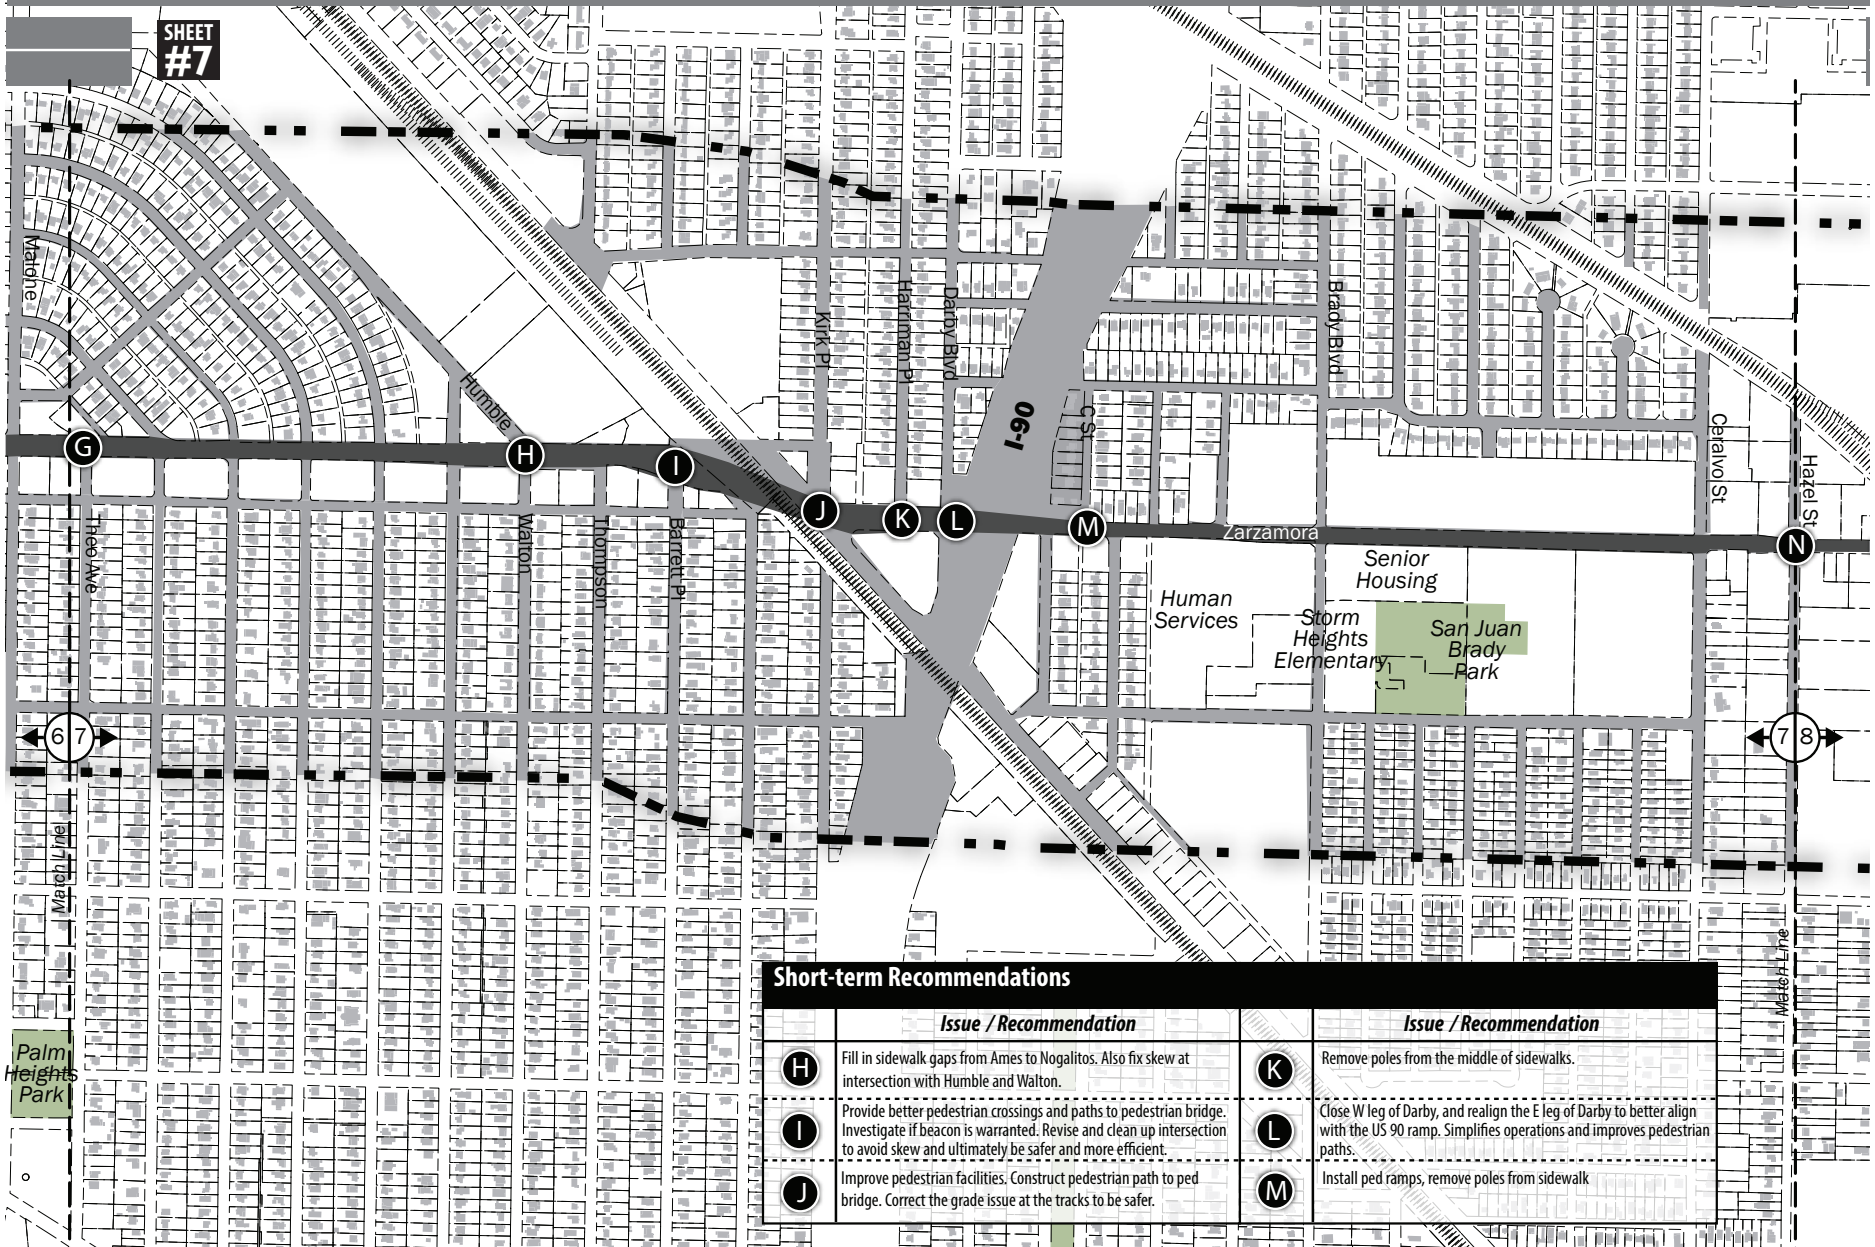 SHEET
#7
Malone
Humble
Kirk Pl
Harriman Pl
Darby Blvd
I-90
C St
Brady Blvd
Ceralvo St
Hazel St
G
H
I
J
K
L
M
N
Zarzamora
Theo Ave
Walton
Thompson
Barrett Pl
Human
Services
Senior
Housing
Storm
Heights
Elementary
San Juan
Brady
Park
6 7
7 8
Match Line
Match Line
Palm
Heights
Park
Short-term Recommendations
Issue / Recommendation
Issue / Recommendation
H
Fill in sidewalk gaps from Ames to Nogalitos. Also fix skew at
intersection with Humble and Walton.
K
Remove poles from the middle of sidewalks.
I
Provide better pedestrian crossings and paths to pedestrian bridge.
Investigate if beacon is warranted. Revise and clean up intersection
to avoid skew and ultimately be safer and more efficient.
L
Close W leg of Darby, and realign the E leg of Darby to better align
with the US 90 ramp. Simplifies operations and improves pedestrian
paths.
J
Improve pedestrian facilities. Construct pedestrian path to ped
bridge. Correct the grade issue at the tracks to be safer.
M
Install ped ramps, remove poles from sidewalk